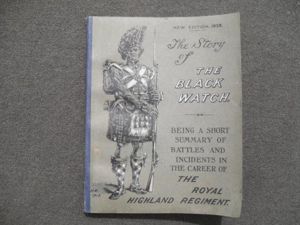 NEW EDITION
The Story
of
THE
BLACK
WATCH.
BEING A SHORT
SUMMARY OF
BATTLES AND
INCIDENTS IN
THE CAREER OF
THE
ROYAL
HIGHLAND REGIMENT.